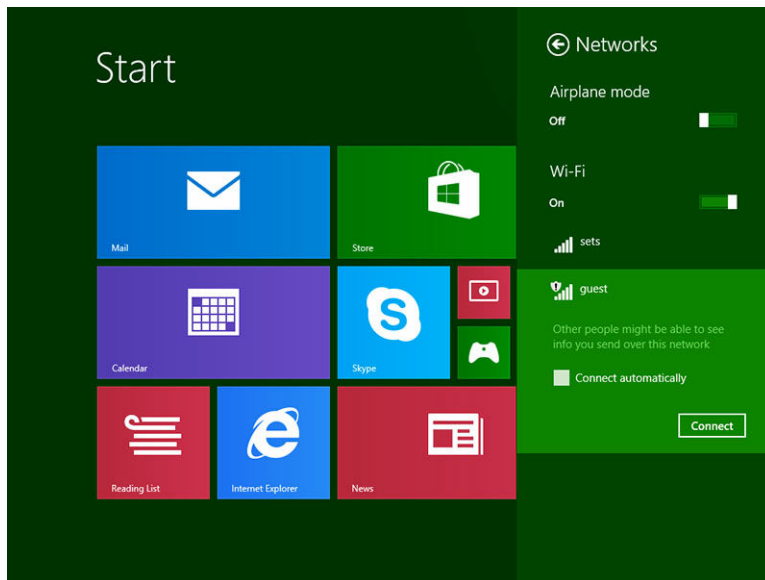 Start
Mail
Store
Calendar
Skype
Reading List
Internet Explorer
News
Networks
Airplane mode
Off
Wi-Fi
On
sets
guest
Other people might be able to see
info you send over this network
Connect automatically
Connect